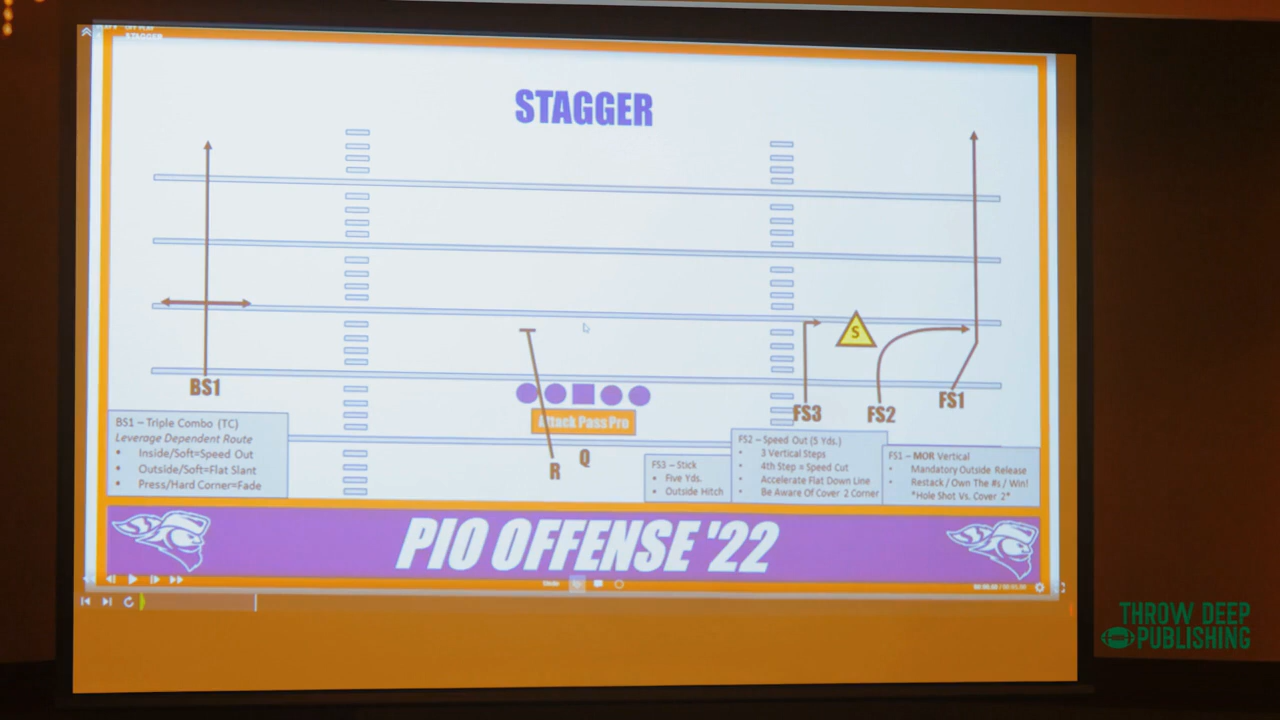 STAGGER
STAGGER
S
BS1
FS3
FS2
FS1
Attack Pass Pro
R
Q
BS1 – Triple Combo (TC)
Leverage Dependent Route
• Inside/Soft=Speed Out
• Outside/Soft=Flat Slant
• Press/Hard Corner=Fade
FS3 – Stick
• Five Yds.
• Outside Hitch
FS2 – Speed Out (5 Yds.)
• 3 Vertical Steps
• 4th Step = Speed Cut
• Accelerate Flat Down Line
• Be Aware Of Cover 2 Corner
FS1 – MOR Vertical
• Mandatory Outside Release
• Restack / Own The #s / Win!
*Hole Shot Vs. Cover 2*
PIO OFFENSE '22
THROW DEEP
PUBLISHING